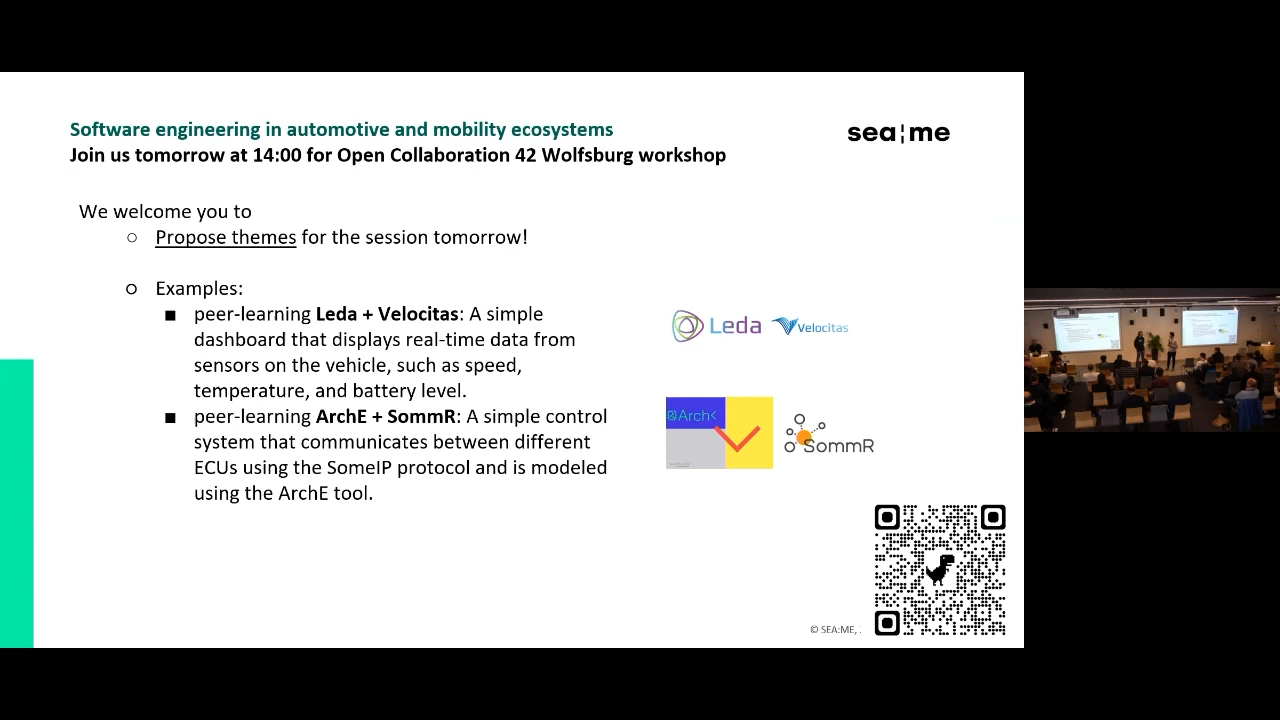 Software engineering in automotive and mobility ecosystems
Join us tomorrow at 14:00 for Open Collaboration 42 Wolfsburg workshop
sea¦me
We welcome you to
○ Propose themes for the session tomorrow!
○ Examples:
■ peer-learning Leda + Velocitas: A simple
dashboard that displays real-time data from
sensors on the vehicle, such as speed,
temperature, and battery level.
■ peer-learning ArchE + SommR: A simple control
system that communicates between different
ECUs using the SomeIP protocol and is modeled
using the ArchE tool.
Leda
Velocitas
Arch
SommR
© SEA:ME,